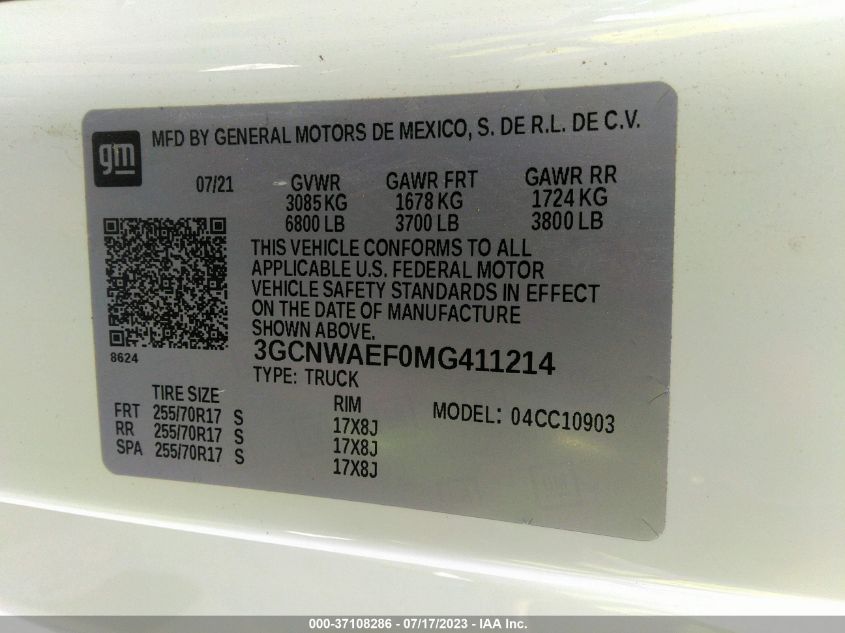 gm
MFD BY GENERAL MOTORS DE MEXICO, S. DE R.L. DE C.V.
07/21 GVWR GAWR FRT GAWR RR
3085 KG 1678 KG 1724 KG
6800 LB 3700 LB 3800 LB
THIS VEHICLE CONFORMS TO ALL
APPLICABLE U.S. FEDERAL MOTOR
VEHICLE SAFETY STANDARDS IN EFFECT
ON THE DATE OF MANUFACTURE
SHOWN ABOVE.
8624
3GCNWAEF0MG411214
TYPE: TRUCK
TIRE SIZE RIM MODEL: 04CC10903
FRT 255/70R17 S 17X8J
RR 255/70R17 S 17X8J
SPA 255/70R17 S 17X8J
000-37108286 - 07/17/2023 - IAA Inc.